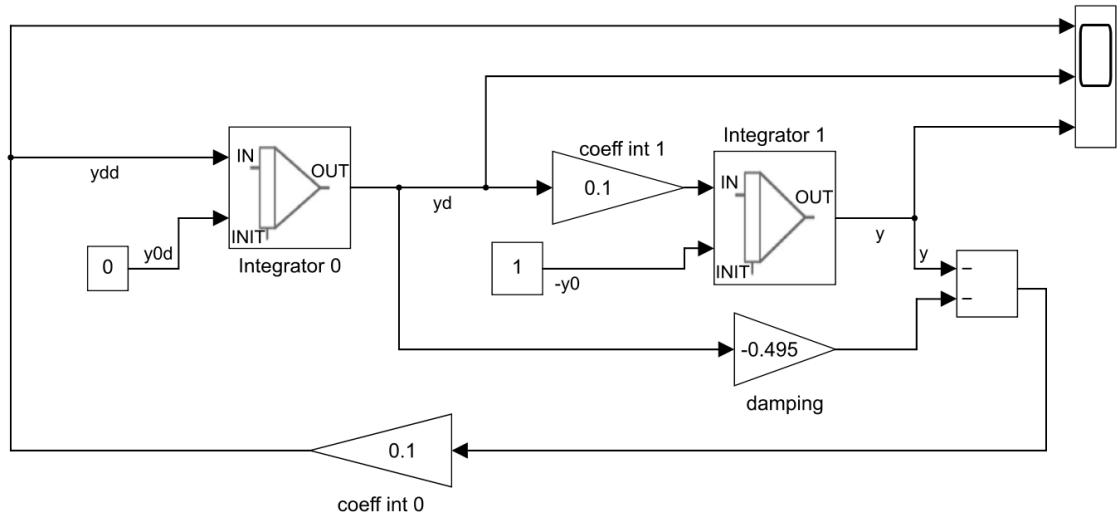 Integrator 1
coeff int 1
IN
OUT
ydd
0.1
IN
OUT
yd
INIT
y0d
Integrator 0
0
1
-y0
INIT
y
y
−
−
-0.495
damping
0.1
coeff int 0